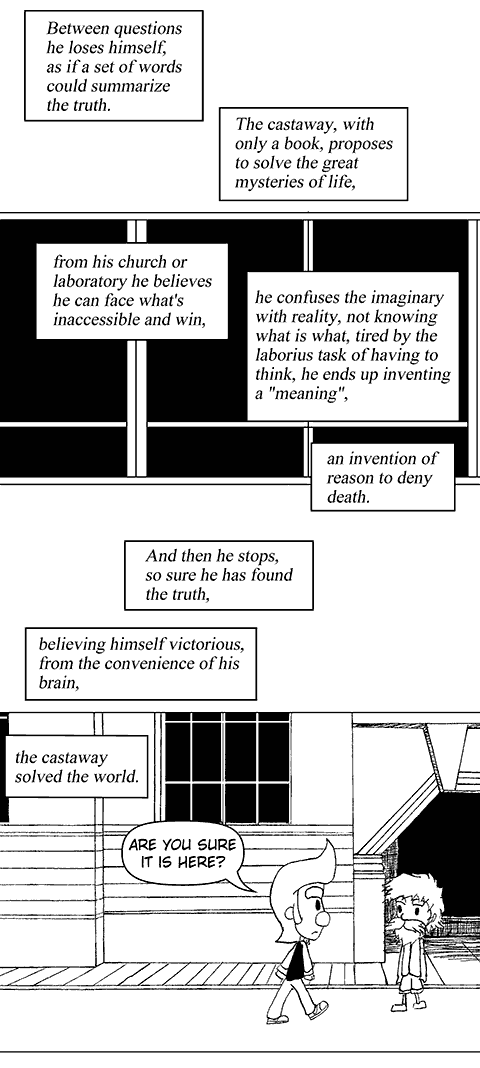 Between questions
he loses himself,
as if a set of words
could summarize
the truth.
The castaway, with
only a book, proposes
to solve the great
mysteries of life,
from his church or
laboratory he believes
he can face what's
inaccessible and win,
he confuses the imaginary
with reality, not knowing
what is what, tired by the
laborius task of having to
think, he ends up inventing
a "meaning",
an invention of
reason to deny
death.
And then he stops,
so sure he has found
the truth,
believing himself victorious,
from the convenience of his
brain,
the castaway
solved the world.
ARE YOU SURE
IT IS HERE?